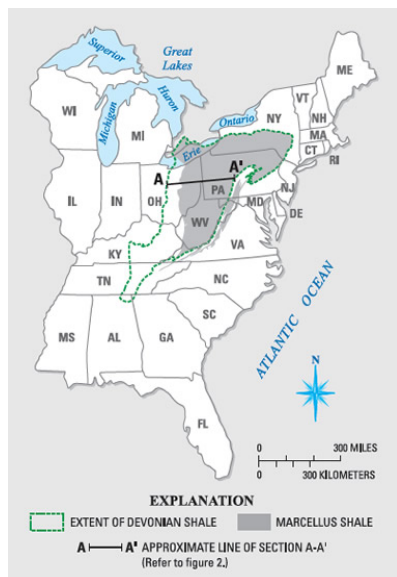 Superior
Great
Lakes
ME
WI
Michigan
Huron
VT
NH
Ontario
NY
MI
MA
CT
RI
Erie
A
A'
IL
IN
OH
PA
NJ
MD
DE
WV
VA
KY
TN
NC
SC
MS
AL
GA
ATLANTIC OCEAN
N
FL
0
300 MILES
0
300 KILOMETERS
EXPLANATION
EXTENT OF DEVONIAN SHALE
MARCELLUS SHALE
A A' APPROXIMATE LINE OF SECTION A-A'
(Refer to figure 2.)